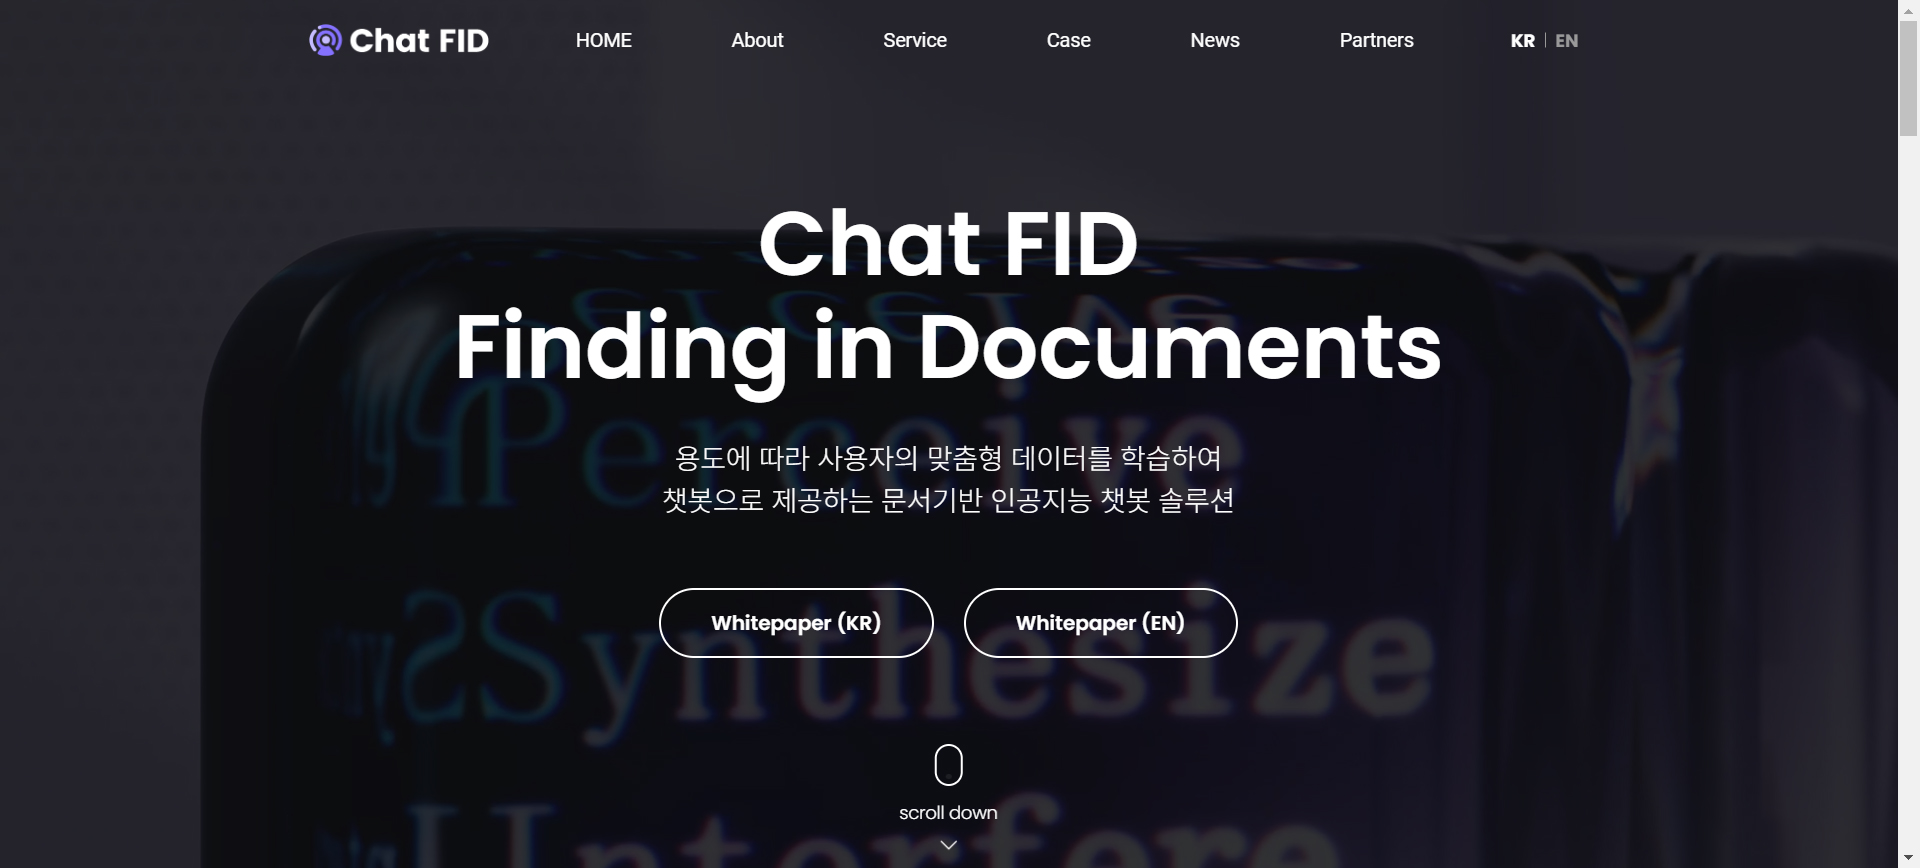 Chat FID
HOME
About
Service
Case
News
Partners
KR | EN
Chat FID
Finding in Documents
용도에 따라 사용자의 맞춤형 데이터를 학습하여
챗봇으로 제공하는 문서기반 인공지능 챗봇 솔루션
Perceive
Whitepaper (KR)
Whitepaper (EN)
Synthesize
scroll down
Interfere